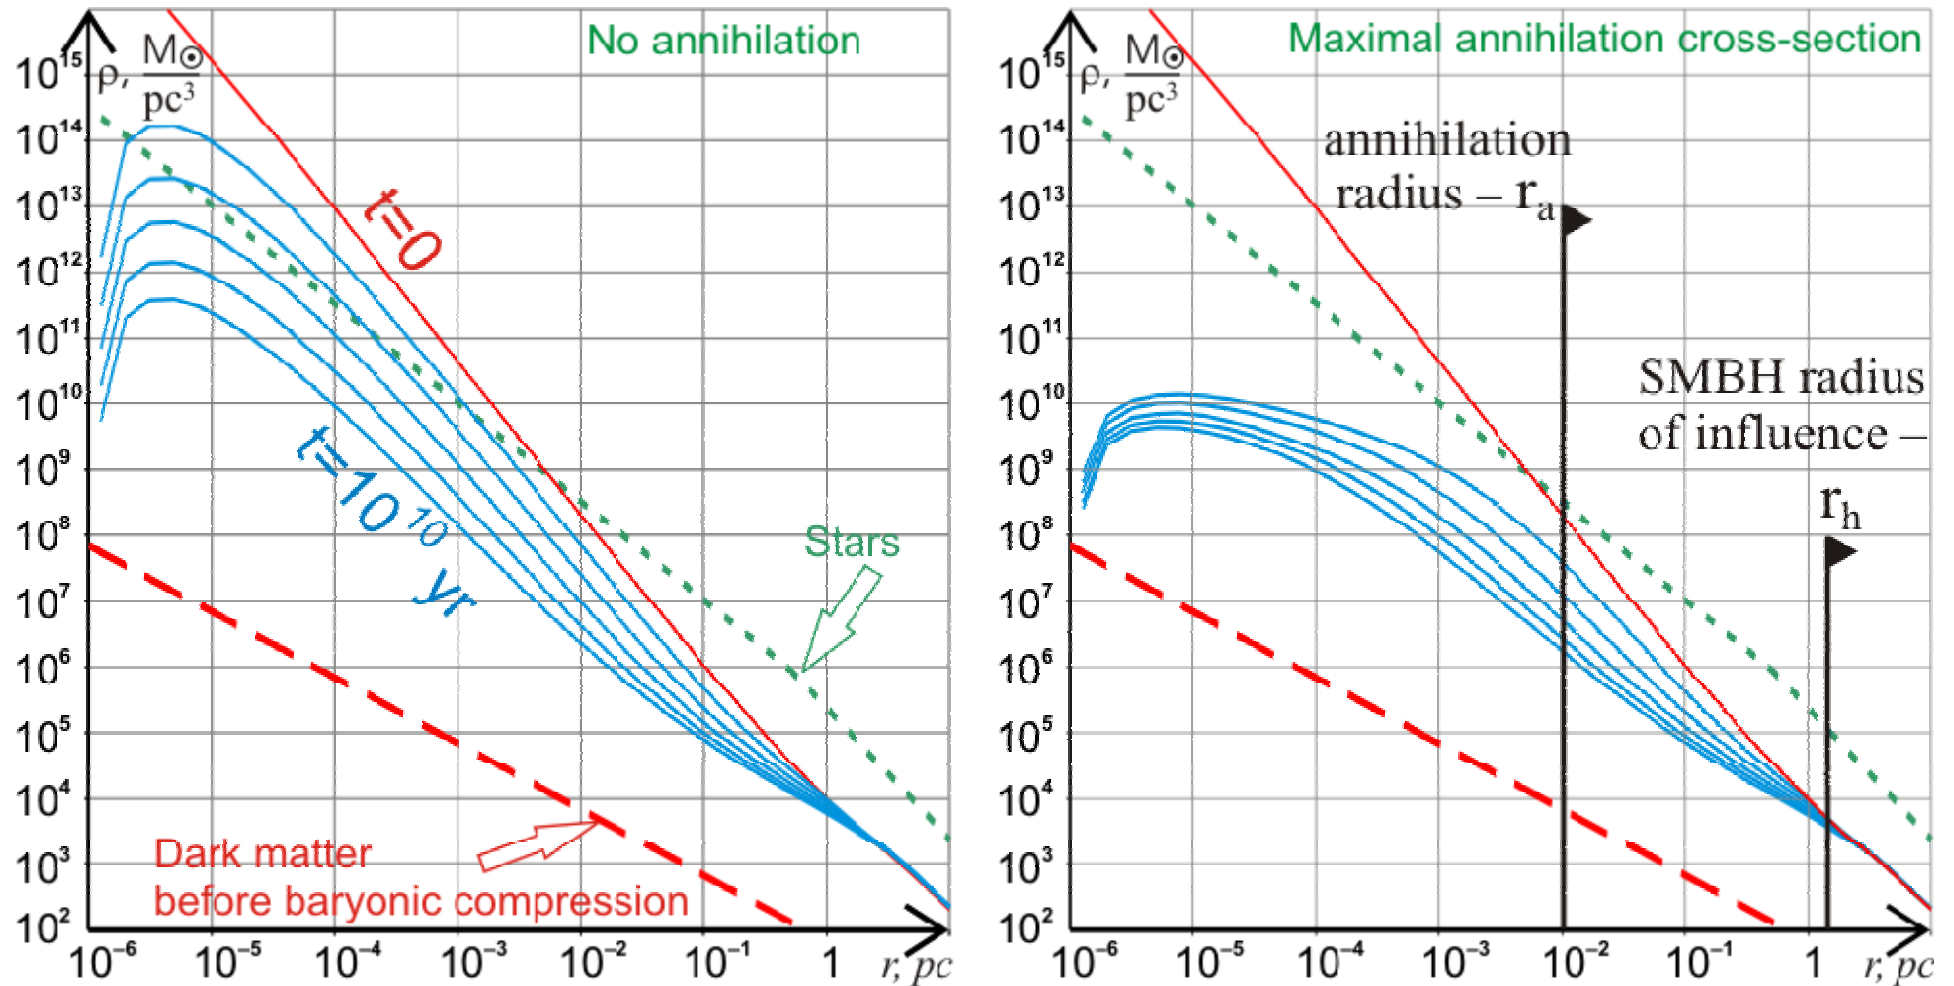 No annihilation
ρ, M☉
pc³
10¹⁵
10¹⁴
10¹³
10¹²
10¹¹
10¹⁰
10⁹
10⁸
10⁷
10⁶
10⁵
10⁴
10³
10²
t=0
t=10¹⁰ yr
Stars
Dark matter
before baryonic compression
10⁻⁶ 10⁻⁵ 10⁻⁴ 10⁻³ 10⁻² 10⁻¹ 1 r, pc
Maximal annihilation cross-section
ρ, M☉
pc³
10¹⁵
10¹⁴
10¹³
10¹²
10¹¹
10¹⁰
10⁹
10⁸
10⁷
10⁶
10⁵
10⁴
10³
10²
annihilation
radius – rₐ
SMBH radius
of influence –
rₕ
10⁻⁶ 10⁻⁵ 10⁻⁴ 10⁻³ 10⁻² 10⁻¹ 1 r, pc